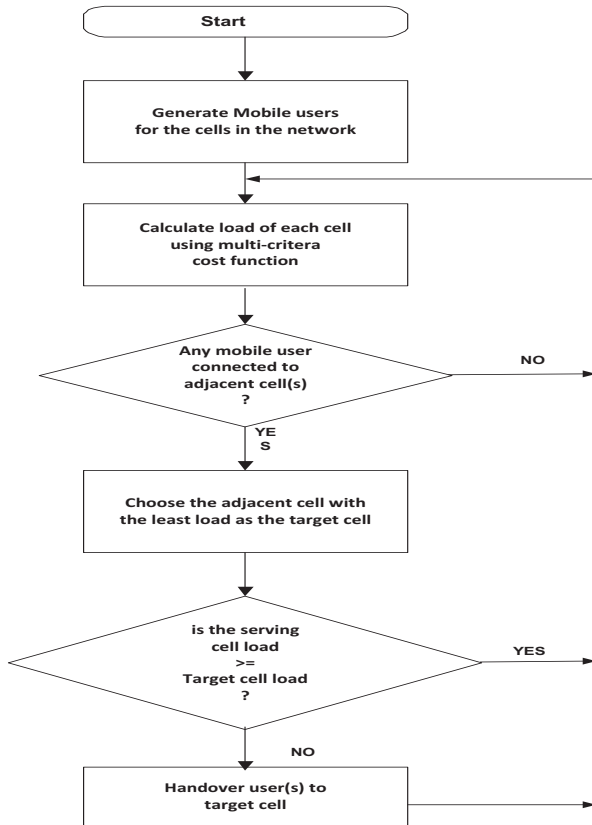 Start
Generate Mobile users
for the cells in the network
Calculate load of each cell
using multi-critera
cost function
Any mobile user
connected to
adjacent cell(s)
?
NO
YE
S
Choose the adjacent cell with
the least load as the target cell
is the serving
cell load
>=
Target cell load
?
YES
NO
Handover user(s) to
target cell